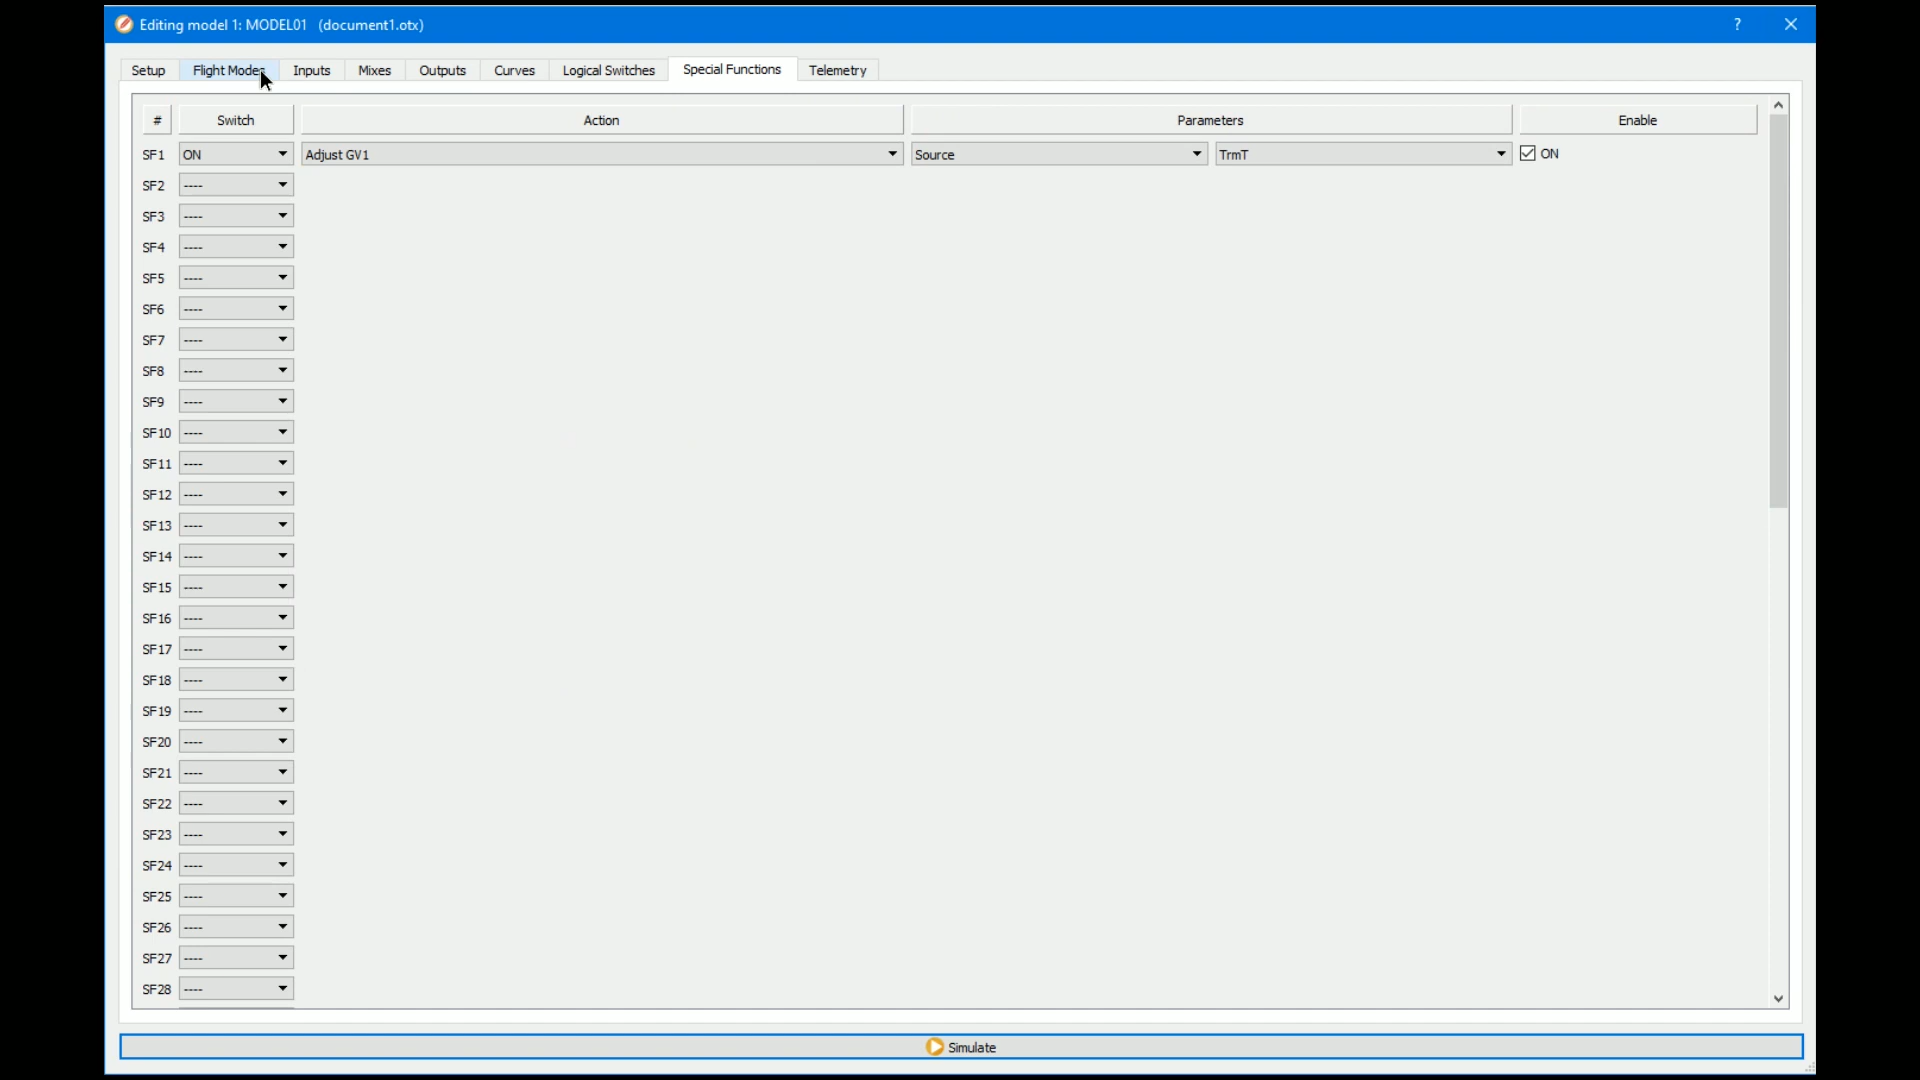 Editing model 1: MODEL01 (document1.otx) ?
Setup Flight Modes Inputs Mixes Outputs Curves Logical Switches Special Functions Telemetry
# Switch Action Parameters Enable
SF1 ON Adjust GV1 Source TrmT ON
SF2 ----
SF3 ----
SF4 ----
SF5 ----
SF6 ----
SF7 ----
SF8 ----
SF9 ----
SF10 ----
SF11 ----
SF12 ----
SF13 ----
SF14 ----
SF15 ----
SF16 ----
SF17 ----
SF18 ----
SF19 ----
SF20 ----
SF21 ----
SF22 ----
SF23 ----
SF24 ----
SF25 ----
SF26 ----
SF27 ----
SF28 ----
Simulate